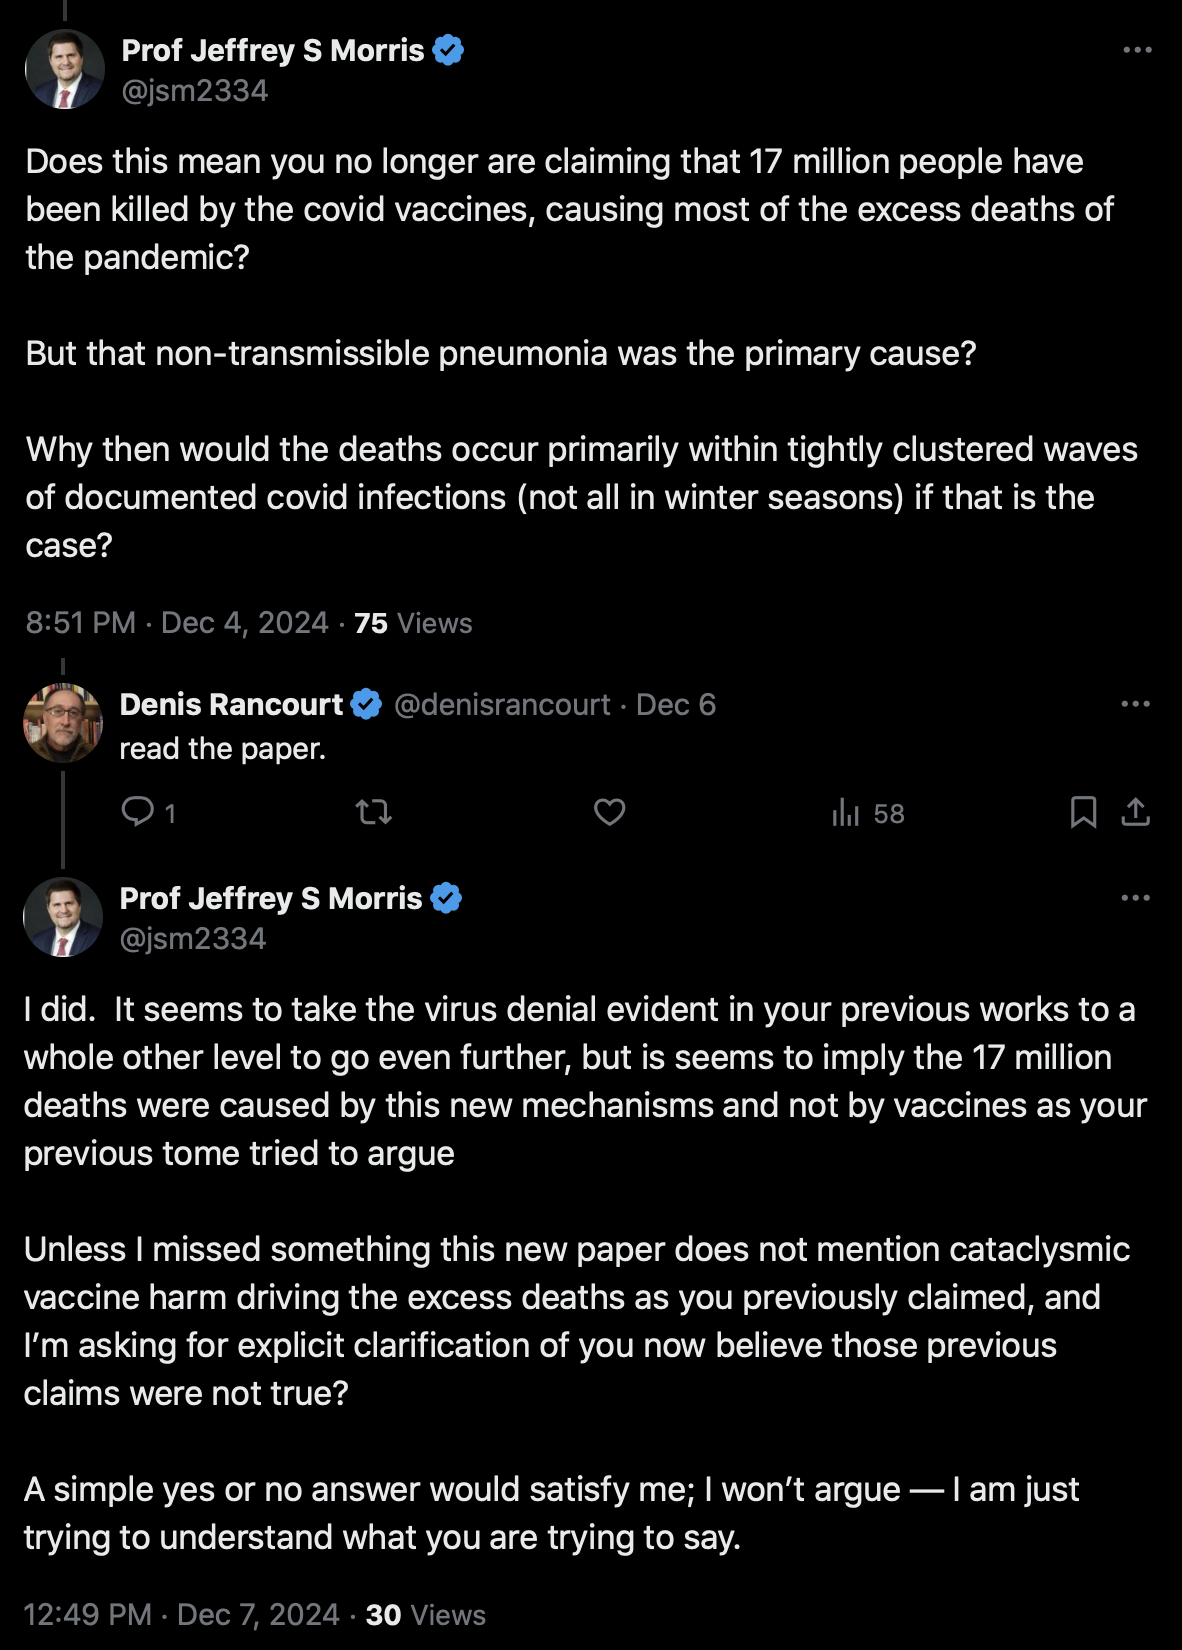 Prof Jeffrey S Morris
@jsm2334
Does this mean you no longer are claiming that 17 million people have
been killed by the covid vaccines, causing most of the excess deaths of
the pandemic?
But that non-transmissible pneumonia was the primary cause?
Why then would the deaths occur primarily within tightly clustered waves
of documented covid infections (not all in winter seasons) if that is the
case?
8:51 PM · Dec 4, 2024 · 75 Views
Denis Rancourt @denisrancourt · Dec 6
read the paper.
1 58
Prof Jeffrey S Morris
@jsm2334
I did.  It seems to take the virus denial evident in your previous works to a
whole other level to go even further, but is seems to imply the 17 million
deaths were caused by this new mechanisms and not by vaccines as your
previous tome tried to argue
Unless I missed something this new paper does not mention cataclysmic
vaccine harm driving the excess deaths as you previously claimed, and
I'm asking for explicit clarification of you now believe those previous
claims were not true?
A simple yes or no answer would satisfy me; I won't argue — I am just
trying to understand what you are trying to say.
12:49 PM · Dec 7, 2024 · 30 Views